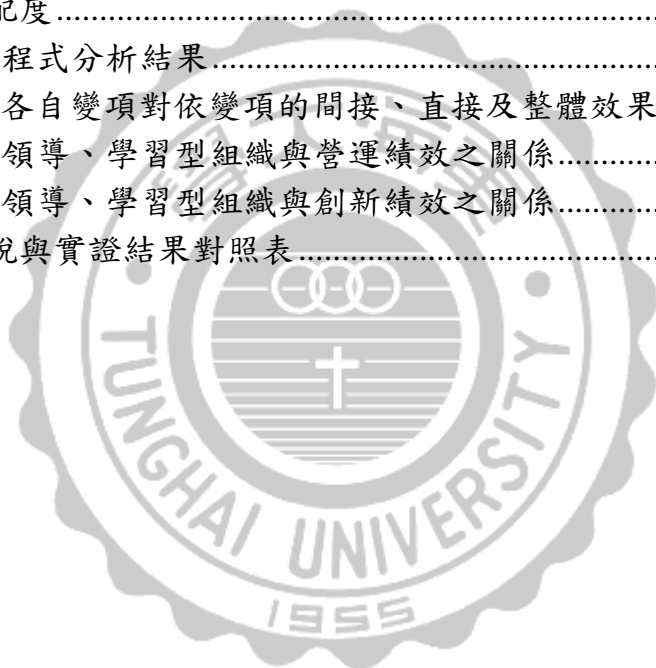 配度
程式分析結果
各自變項對依變項的間接、直接及整體效果
領導、學習型組織與營運績效之關係
領導、學習型組織與創新績效之關係
說與實證結果對照表
TUNGHAI UNIVERSITY
1955